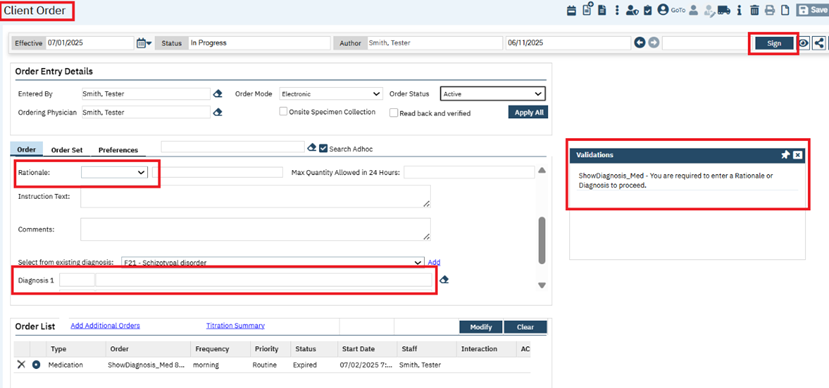 Client Order
GoTo
Save
Effective 07/01/2025 Status In Progress Author Smith, Tester 06/11/2025 Sign
Order Entry Details
Entered By Smith, Tester Order Mode Electronic Order Status Active
Ordering Physician Smith, Tester Onsite Specimen Collection Read back and verified Apply All
Order Order Set Preferences Search Adhoc
Rationale: Max Quantity Allowed in 24 Hours:
Instruction Text:
Comments:
Select from existing diagnosis: F21 - Schizotypal disorder Add
Diagnosis 1
Validations
ShowDiagnosis_Med - You are required to enter a Rationale or
Diagnosis to proceed.
Order List Add Additional Orders Titration Summary Modify Clear
Type Order Frequency Priority Status Start Date Staff Interaction AC
Medication ShowDiagnosis_Med 8... morning Routine Expired 07/02/2025 7:... Smith, Tester